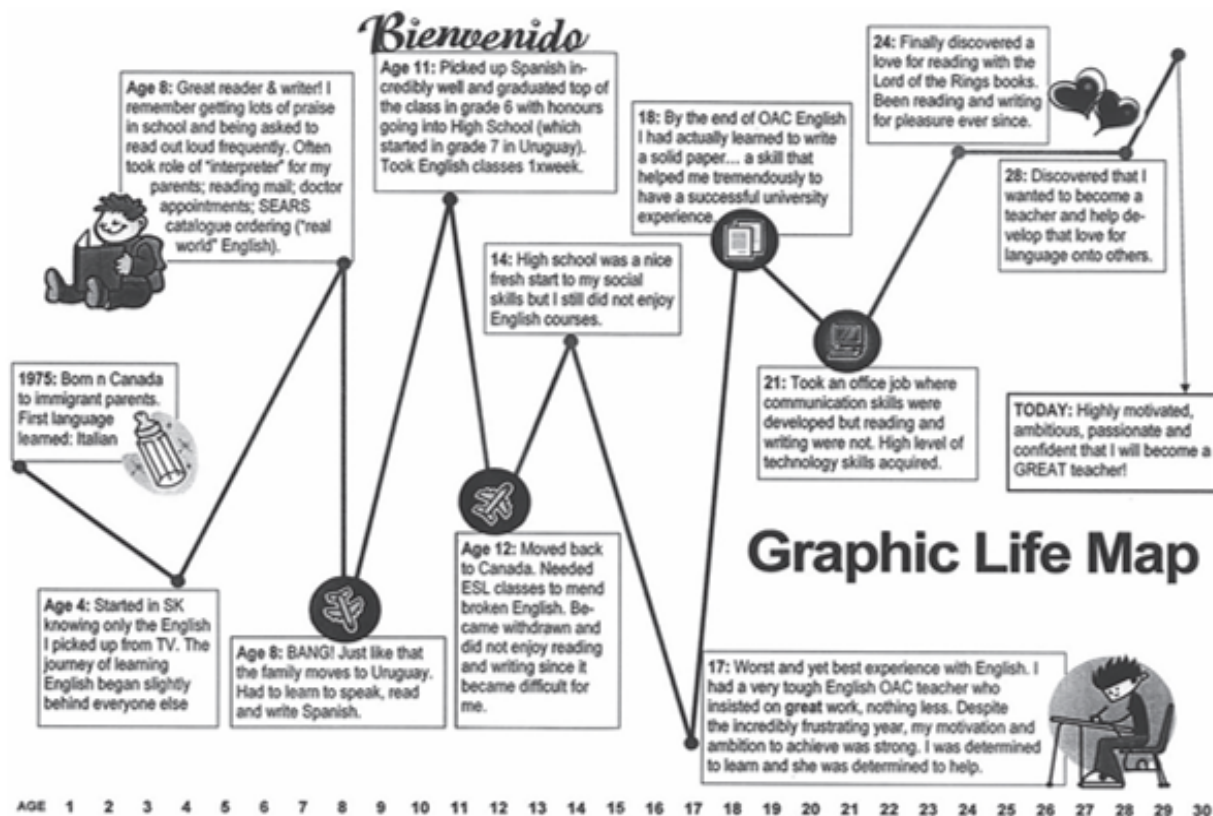 Bienvenido
1975: Born n Canada
to immigrant parents.
First language
learned: Italian
Age 4: Started in SK
knowing only the English
I picked up from TV. The
journey of learning
English began slightly
behind everyone else
Age 8: Great reader & writer! I
remember getting lots of praise
in school and being asked to
read out loud frequently. Often
took role of "interpreter" for my
parents; reading mail; doctor
appointments; SEARS
catalogue ordering ("real
world" English).
Age 8: BANG! Just like that
the family moves to Uruguay.
Had to learn to speak, read
and write Spanish.
Age 11: Picked up Spanish in-
credibly well and graduated top of
the class in grade 6 with honours
going into High School (which
started in grade 7 in Uruguay).
Took English classes 1xweek.
Age 12: Moved back
to Canada. Needed
ESL classes to mend
broken English. Be-
came withdrawn and
did not enjoy reading
and writing since it
became difficult for
me.
14: High school was a nice
fresh start to my social
skills but I still did not enjoy
English courses.
17: Worst and yet best experience with English. I
had a very tough English OAC teacher who
insisted on great work, nothing less. Despite
the incredibly frustrating year, my motivation and
ambition to achieve was strong. I was determined
to learn and she was determined to help.
18: By the end of OAC English
I had actually learned to write
a solid paper... a skill that
helped me tremendously to
have a successful university
experience.
21: Took an office job where
communication skills were
developed but reading and
writing were not. High level of
technology skills acquired.
24: Finally discovered a
love for reading with the
Lord of the Rings books.
Been reading and writing
for pleasure ever since.
28: Discovered that I
wanted to become a
teacher and help de-
velop that love for
language onto others.
TODAY: Highly motivated,
ambitious, passionate and
confident that I will become a
GREAT teacher!
Graphic Life Map
AGE 1 2 3 4 5 6 7 8 9 10 11 12 13 14 15 16 17 18 19 20 21 22 23 24 25 26 27 28 29 30